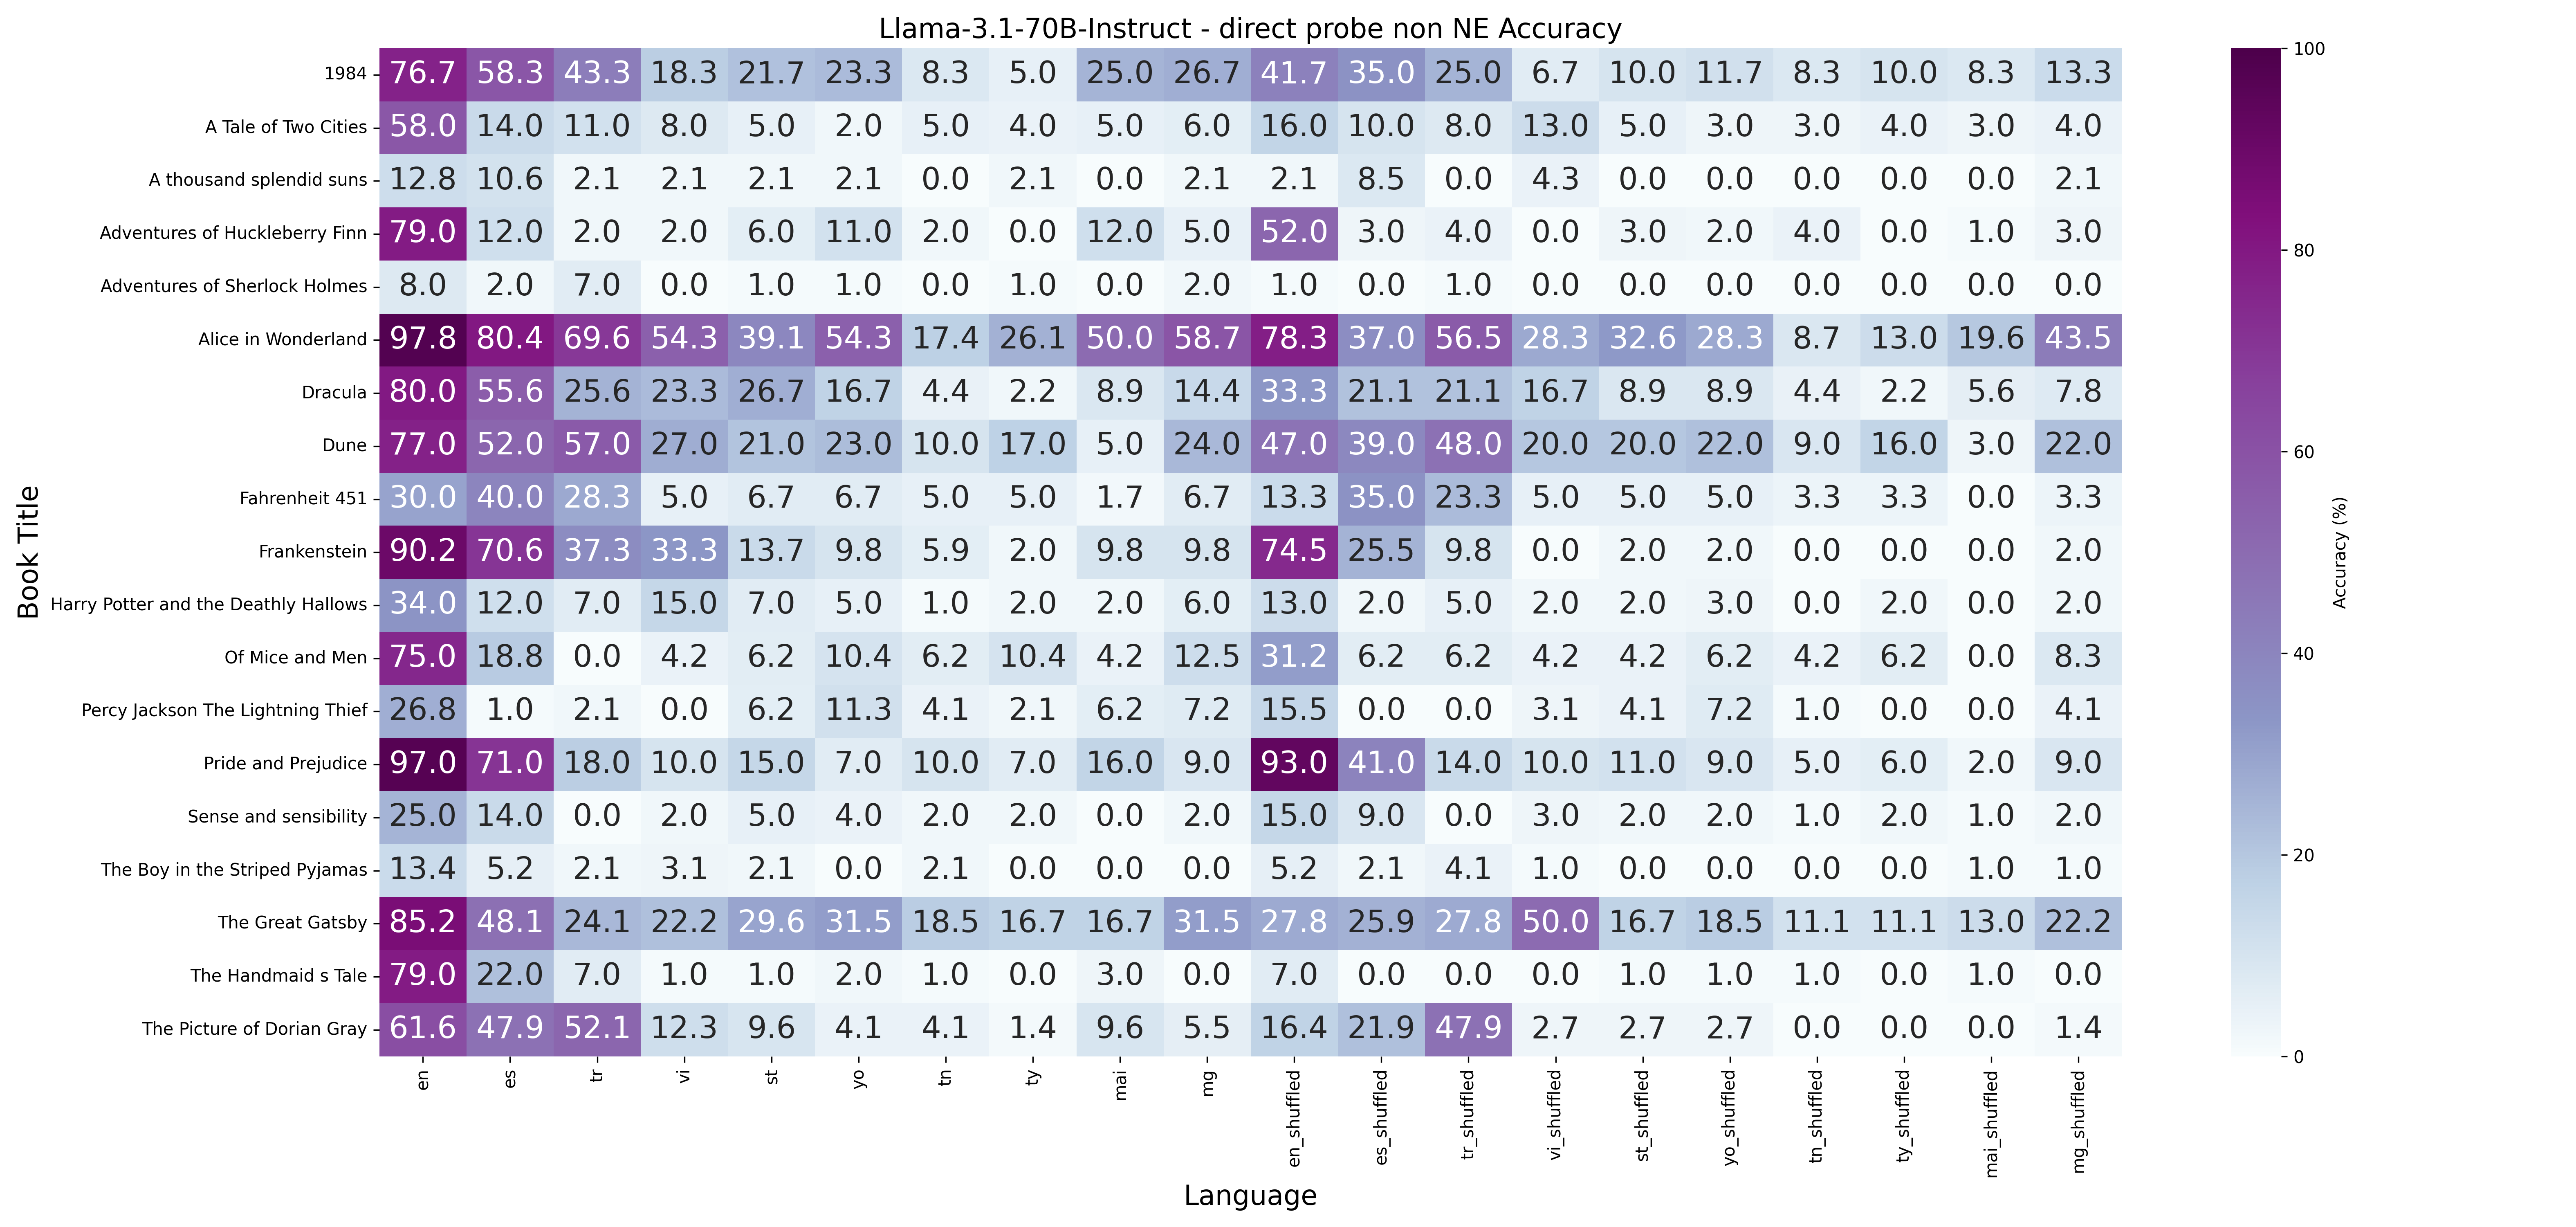 Llama-3.1-70B-Instruct - direct probe non NE Accuracy
Book Title
1984 76.7 58.3 43.3 18.3 21.7 23.3 8.3 5.0 25.0 26.7 41.7 35.0 25.0 6.7 10.0 11.7 8.3 10.0 8.3 13.3
A Tale of Two Cities 58.0 14.0 11.0 8.0 5.0 2.0 5.0 4.0 5.0 6.0 16.0 10.0 8.0 13.0 5.0 3.0 3.0 4.0 3.0 4.0
A thousand splendid suns 12.8 10.6 2.1 2.1 2.1 2.1 0.0 2.1 0.0 2.1 2.1 8.5 0.0 4.3 0.0 0.0 0.0 0.0 0.0 2.1
Adventures of Huckleberry Finn 79.0 12.0 2.0 2.0 6.0 11.0 2.0 0.0 12.0 5.0 52.0 3.0 4.0 0.0 3.0 2.0 4.0 0.0 1.0 3.0
Adventures of Sherlock Holmes 8.0 2.0 7.0 0.0 1.0 1.0 0.0 1.0 0.0 2.0 1.0 0.0 1.0 0.0 0.0 0.0 0.0 0.0 0.0 0.0
Alice in Wonderland 97.8 80.4 69.6 54.3 39.1 54.3 17.4 26.1 50.0 58.7 78.3 37.0 56.5 28.3 32.6 28.3 8.7 13.0 19.6 43.5
Dracula 80.0 55.6 25.6 23.3 26.7 16.7 4.4 2.2 8.9 14.4 33.3 21.1 21.1 16.7 8.9 8.9 4.4 2.2 5.6 7.8
Dune 77.0 52.0 57.0 27.0 21.0 23.0 10.0 17.0 5.0 24.0 47.0 39.0 48.0 20.0 20.0 22.0 9.0 16.0 3.0 22.0
Fahrenheit 451 30.0 40.0 28.3 5.0 6.7 6.7 5.0 5.0 1.7 6.7 13.3 35.0 23.3 5.0 5.0 5.0 3.3 3.3 0.0 3.3
Frankenstein 90.2 70.6 37.3 33.3 13.7 9.8 5.9 2.0 9.8 9.8 74.5 25.5 9.8 0.0 2.0 2.0 0.0 0.0 0.0 2.0
Harry Potter and the Deathly Hallows 34.0 12.0 7.0 15.0 7.0 5.0 1.0 2.0 2.0 6.0 13.0 2.0 5.0 2.0 2.0 3.0 0.0 2.0 0.0 2.0
Of Mice and Men 75.0 18.8 0.0 4.2 6.2 10.4 6.2 10.4 4.2 12.5 31.2 6.2 6.2 4.2 4.2 6.2 4.2 6.2 0.0 8.3
Percy Jackson The Lightning Thief 26.8 1.0 2.1 0.0 6.2 11.3 4.1 2.1 6.2 7.2 15.5 0.0 0.0 3.1 4.1 7.2 1.0 0.0 0.0 4.1
Pride and Prejudice 97.0 71.0 18.0 10.0 15.0 7.0 10.0 7.0 16.0 9.0 93.0 41.0 14.0 10.0 11.0 9.0 5.0 6.0 2.0 9.0
Sense and sensibility 25.0 14.0 0.0 2.0 5.0 4.0 2.0 2.0 0.0 2.0 15.0 9.0 0.0 3.0 2.0 2.0 1.0 2.0 1.0 2.0
The Boy in the Striped Pyjamas 13.4 5.2 2.1 3.1 2.1 0.0 2.1 0.0 0.0 0.0 5.2 2.1 4.1 1.0 0.0 0.0 0.0 0.0 1.0 1.0
The Great Gatsby 85.2 48.1 24.1 22.2 29.6 31.5 18.5 16.7 16.7 31.5 27.8 25.9 27.8 50.0 16.7 18.5 11.1 11.1 13.0 22.2
The Handmaid s Tale 79.0 22.0 7.0 1.0 1.0 2.0 1.0 0.0 3.0 0.0 7.0 0.0 0.0 0.0 1.0 1.0 1.0 0.0 1.0 0.0
The Picture of Dorian Gray 61.6 47.9 52.1 12.3 9.6 4.1 4.1 1.4 9.6 5.5 16.4 21.9 47.9 2.7 2.7 2.7 0.0 0.0 0.0 1.4
en es tr vi st yo tn ty mai mg en_shuffled es_shuffled tr_shuffled vi_shuffled st_shuffled yo_shuffled tn_shuffled ty_shuffled mai_shuffled mg_shuffled
Language
100
80
60
40
20
0
Accuracy (%)